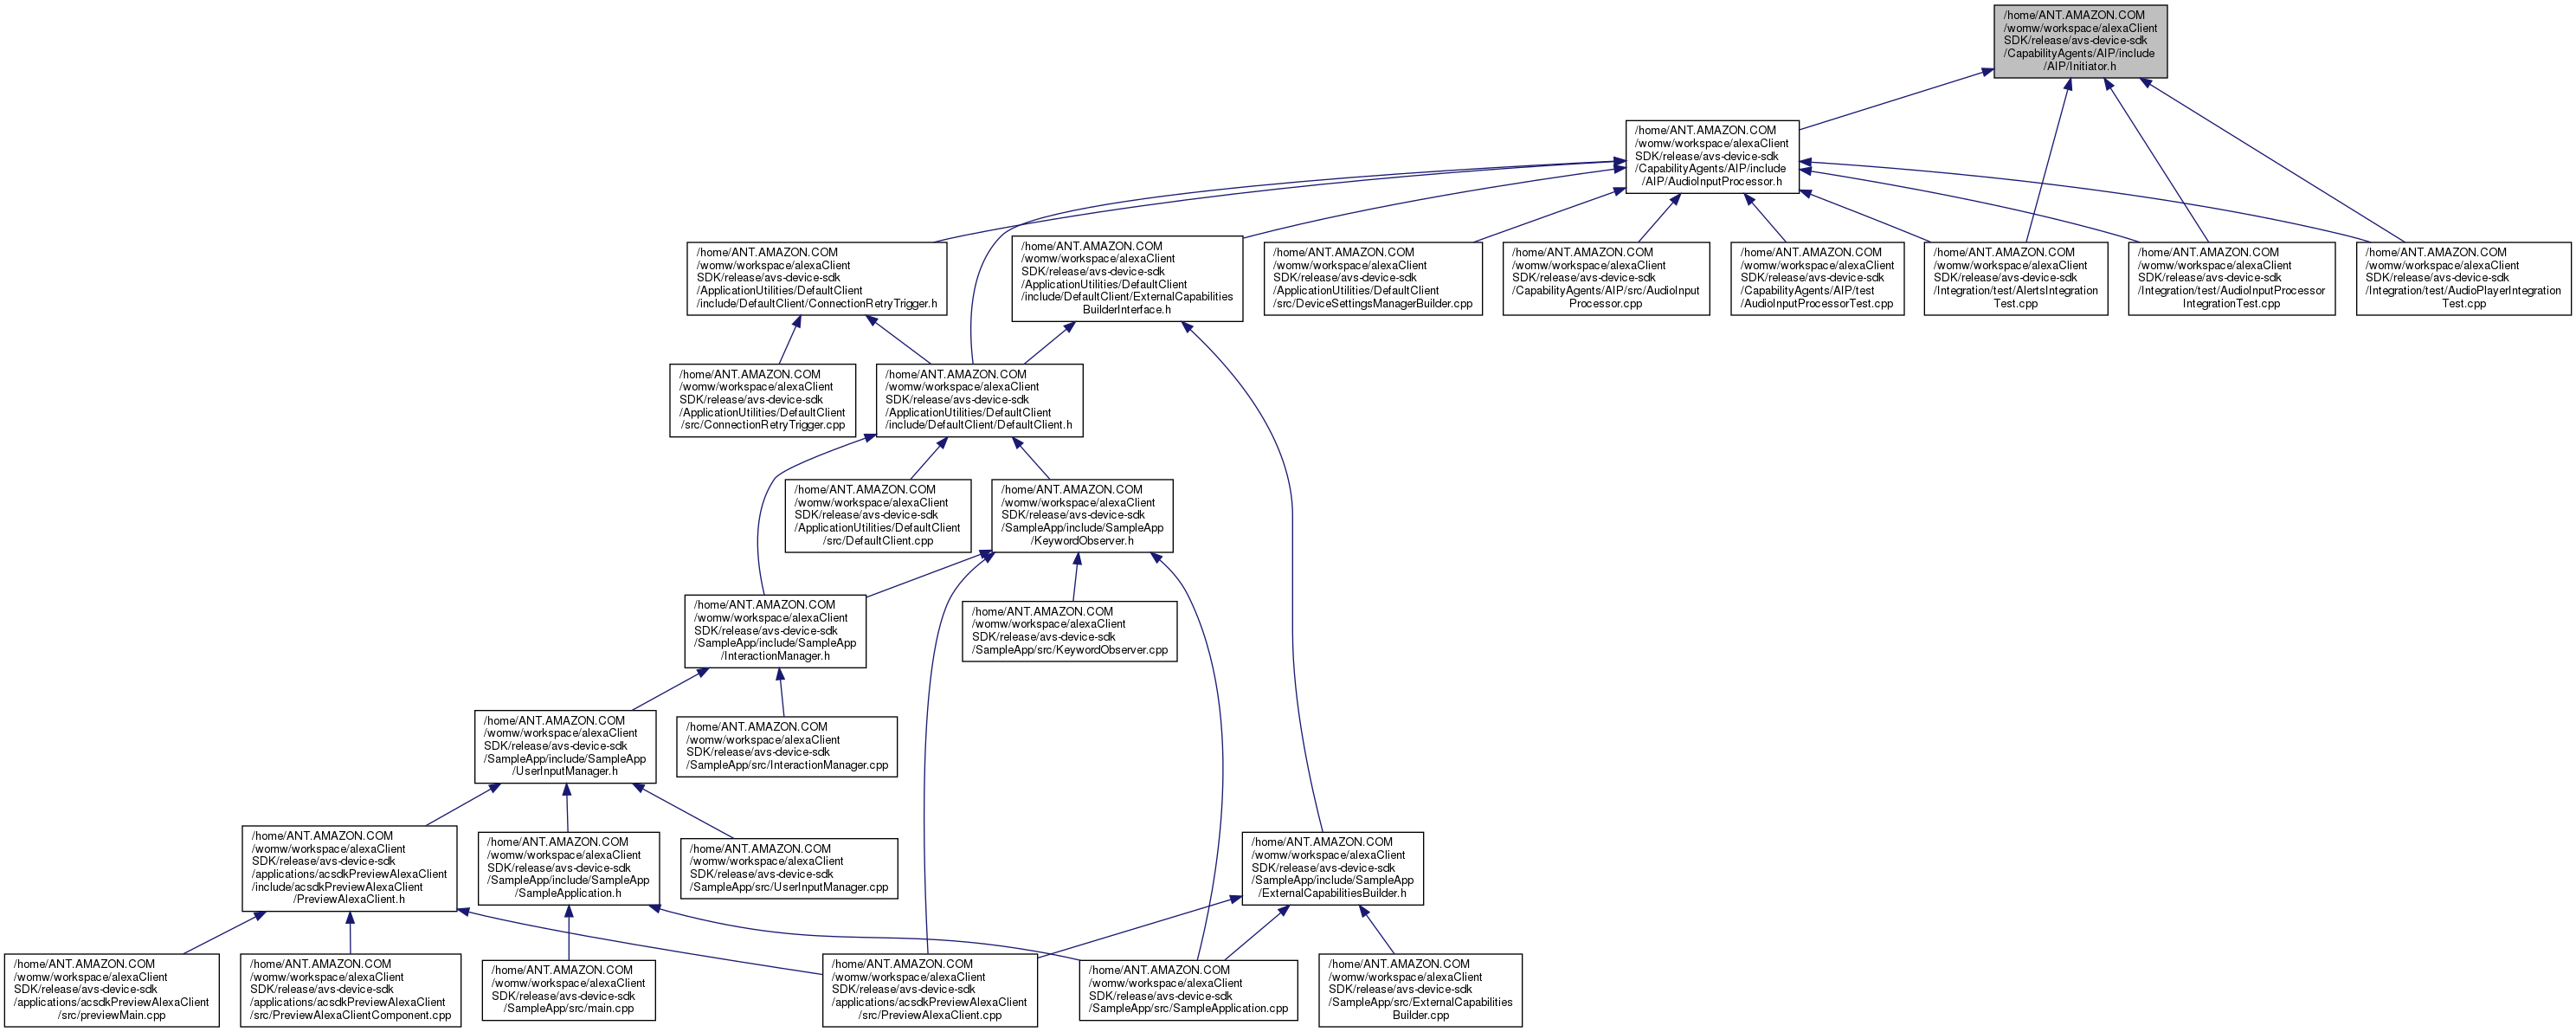 /home/ANT.AMAZON.COM
/womw/workspace/alexaClient
SDK/release/avs-device-sdk
/CapabilityAgents/AIP/include
/AIP/Initiator.h
/home/ANT.AMAZON.COM
/womw/workspace/alexaClient
SDK/release/avs-device-sdk
/CapabilityAgents/AIP/include
/AIP/AudioInputProcessor.h
/home/ANT.AMAZON.COM
/womw/workspace/alexaClient
SDK/release/avs-device-sdk
/ApplicationUtilities/DefaultClient
/include/DefaultClient/ConnectionRetryTrigger.h
/home/ANT.AMAZON.COM
/womw/workspace/alexaClient
SDK/release/avs-device-sdk
/ApplicationUtilities/DefaultClient
/include/DefaultClient/ExternalCapabilities
BuilderInterface.h
/home/ANT.AMAZON.COM
/womw/workspace/alexaClient
SDK/release/avs-device-sdk
/ApplicationUtilities/DefaultClient
/src/DeviceSettingsManagerBuilder.cpp
/home/ANT.AMAZON.COM
/womw/workspace/alexaClient
SDK/release/avs-device-sdk
/CapabilityAgents/AIP/src/AudioInput
Processor.cpp
/home/ANT.AMAZON.COM
/womw/workspace/alexaClient
SDK/release/avs-device-sdk
/CapabilityAgents/AIP/test
/AudioInputProcessorTest.cpp
/home/ANT.AMAZON.COM
/womw/workspace/alexaClient
SDK/release/avs-device-sdk
/Integration/test/AlertsIntegration
Test.cpp
/home/ANT.AMAZON.COM
/womw/workspace/alexaClient
SDK/release/avs-device-sdk
/Integration/test/AudioInputProcessor
IntegrationTest.cpp
/home/ANT.AMAZON.COM
/womw/workspace/alexaClient
SDK/release/avs-device-sdk
/Integration/test/AudioPlayerIntegration
Test.cpp
/home/ANT.AMAZON.COM
/womw/workspace/alexaClient
SDK/release/avs-device-sdk
/ApplicationUtilities/DefaultClient
/src/ConnectionRetryTrigger.cpp
/home/ANT.AMAZON.COM
/womw/workspace/alexaClient
SDK/release/avs-device-sdk
/ApplicationUtilities/DefaultClient
/include/DefaultClient/DefaultClient.h
/home/ANT.AMAZON.COM
/womw/workspace/alexaClient
SDK/release/avs-device-sdk
/ApplicationUtilities/DefaultClient
/src/DefaultClient.cpp
/home/ANT.AMAZON.COM
/womw/workspace/alexaClient
SDK/release/avs-device-sdk
/SampleApp/include/SampleApp
/KeywordObserver.h
/home/ANT.AMAZON.COM
/womw/workspace/alexaClient
SDK/release/avs-device-sdk
/SampleApp/include/SampleApp
/InteractionManager.h
/home/ANT.AMAZON.COM
/womw/workspace/alexaClient
SDK/release/avs-device-sdk
/SampleApp/src/KeywordObserver.cpp
/home/ANT.AMAZON.COM
/womw/workspace/alexaClient
SDK/release/avs-device-sdk
/SampleApp/include/SampleApp
/UserInputManager.h
/home/ANT.AMAZON.COM
/womw/workspace/alexaClient
SDK/release/avs-device-sdk
/SampleApp/src/InteractionManager.cpp
/home/ANT.AMAZON.COM
/womw/workspace/alexaClient
SDK/release/avs-device-sdk
/applications/acsdkPreviewAlexaClient
/include/acsdkPreviewAlexaClient
/PreviewAlexaClient.h
/home/ANT.AMAZON.COM
/womw/workspace/alexaClient
SDK/release/avs-device-sdk
/SampleApp/include/SampleApp
/SampleApplication.h
/home/ANT.AMAZON.COM
/womw/workspace/alexaClient
SDK/release/avs-device-sdk
/SampleApp/src/UserInputManager.cpp
/home/ANT.AMAZON.COM
/womw/workspace/alexaClient
SDK/release/avs-device-sdk
/SampleApp/include/SampleApp
/ExternalCapabilitiesBuilder.h
/home/ANT.AMAZON.COM
/womw/workspace/alexaClient
SDK/release/avs-device-sdk
/applications/acsdkPreviewAlexaClient
/src/previewMain.cpp
/home/ANT.AMAZON.COM
/womw/workspace/alexaClient
SDK/release/avs-device-sdk
/applications/acsdkPreviewAlexaClient
/src/PreviewAlexaClientComponent.cpp
/home/ANT.AMAZON.COM
/womw/workspace/alexaClient
SDK/release/avs-device-sdk
/SampleApp/src/main.cpp
/home/ANT.AMAZON.COM
/womw/workspace/alexaClient
SDK/release/avs-device-sdk
/applications/acsdkPreviewAlexaClient
/src/PreviewAlexaClient.cpp
/home/ANT.AMAZON.COM
/womw/workspace/alexaClient
SDK/release/avs-device-sdk
/SampleApp/src/SampleApplication.cpp
/home/ANT.AMAZON.COM
/womw/workspace/alexaClient
SDK/release/avs-device-sdk
/SampleApp/src/ExternalCapabilities
Builder.cpp